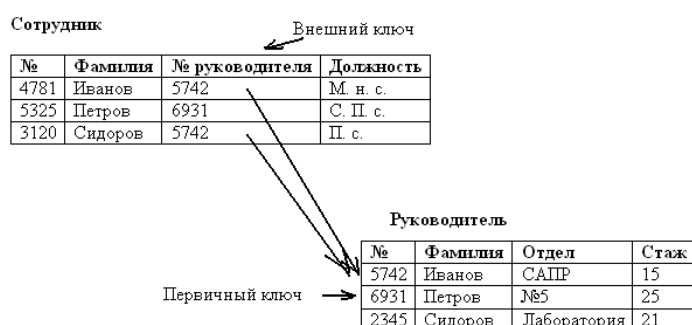 Сотрудник
Внешний ключ
№ Фамилия № руководителя Должность
4781 Иванов 5742 М. н. с.
5325 Петров 6931 С. П. с.
3120 Сидоров 5742 П. с.
Руководитель
№ Фамилия Отдел Стаж
5742 Иванов САПР 15
Первичный ключ
6931 Петров №5 25
2345 Сидоров Лаборатория 21